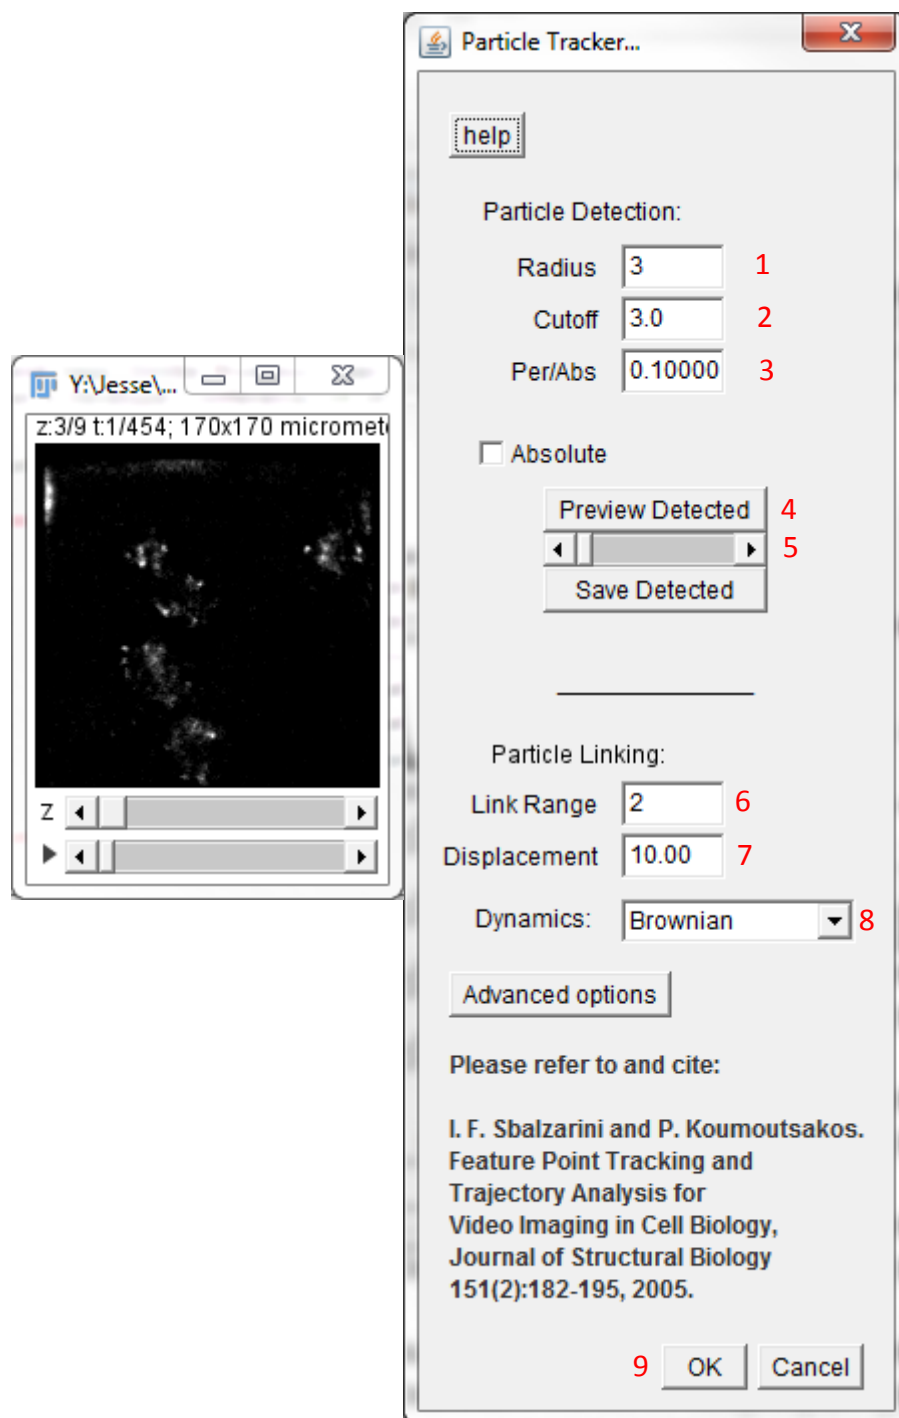 Particle Tracker...
help
Particle Detection:
Radius 3 1
Cutoff 3.0 2
Per/Abs 0.10000 3
Absolute
Preview Detected 4
5
Save Detected
Particle Linking:
Link Range 2 6
Displacement 10.00 7
Dynamics: Brownian 8
Advanced options
Please refer to and cite:
I. F. Sbalzarini and P. Koumoutsakos.
Feature Point Tracking and
Trajectory Analysis for
Video Imaging in Cell Biology,
Journal of Structural Biology
151(2):182-195, 2005.
9 OK Cancel
Y:\Jesse\...
z:3/9 t:1/454; 170x170 micromete
Z